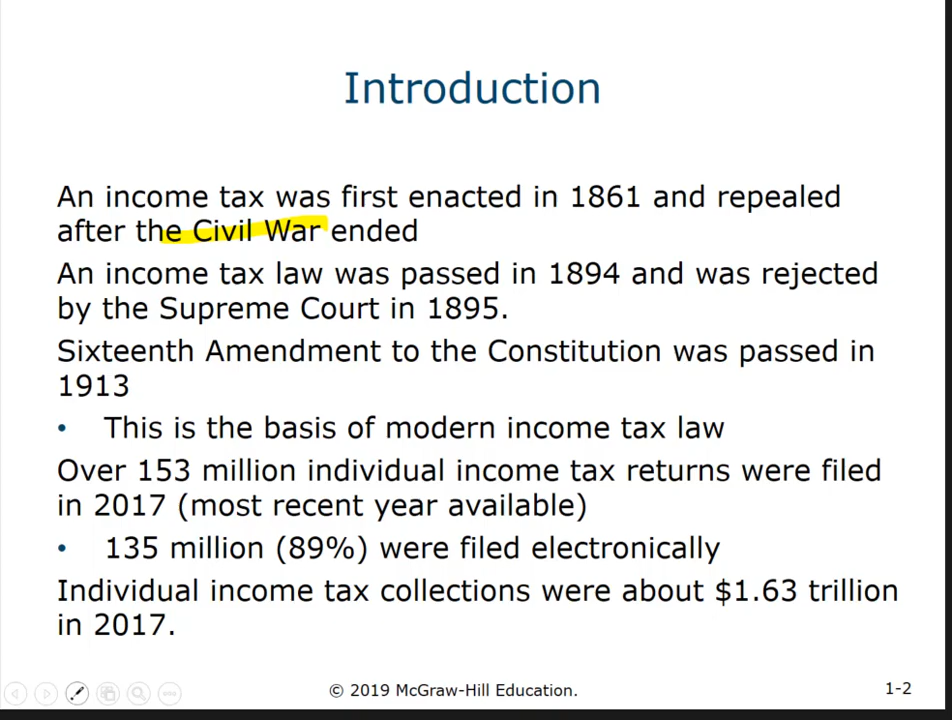 Introduction
An income tax was first enacted in 1861 and repealed
after the Civil War ended
An income tax law was passed in 1894 and was rejected
by the Supreme Court in 1895.
Sixteenth Amendment to the Constitution was passed in
1913
• This is the basis of modern income tax law
Over 153 million individual income tax returns were filed
in 2017 (most recent year available)
• 135 million (89%) were filed electronically
Individual income tax collections were about $1.63 trillion
in 2017.
© 2019 McGraw-Hill Education.
1-2